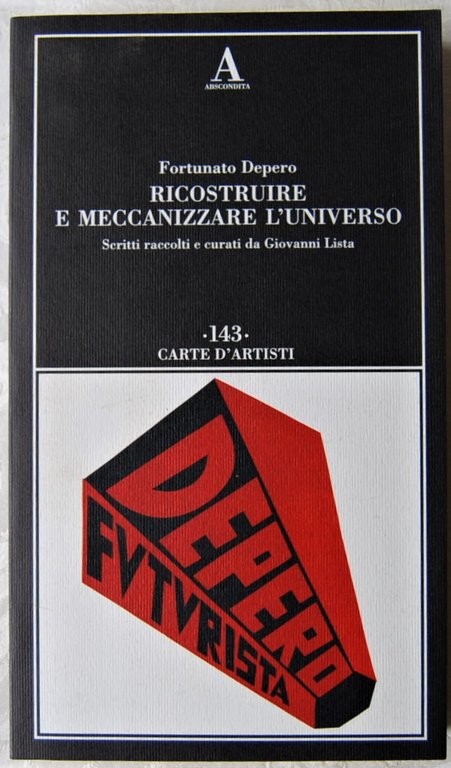 A
ABSCONDITA
Fortunato Depero
RICOSTRUIRE
E MECCANIZZARE L'UNIVERSO
Scritti raccolti e curati da Giovanni Lista
·143·
CARTE D'ARTISTI
DEPERO
FVTVRISTA